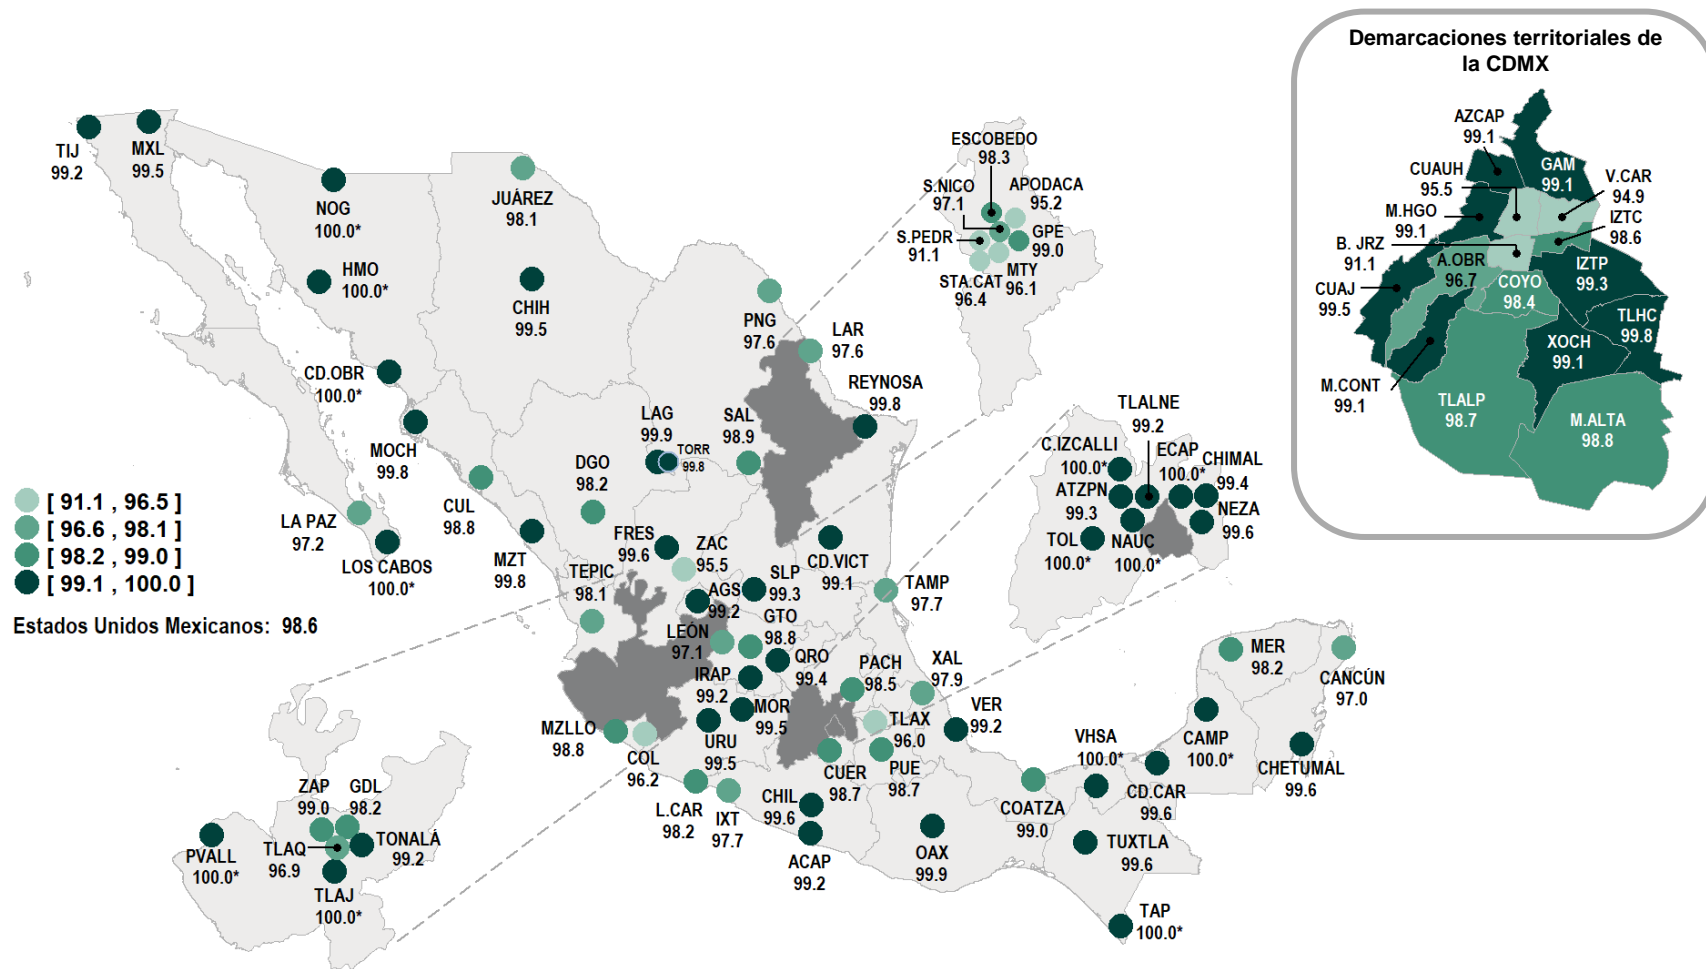 Demarcaciones territoriales de
la CDMX
AZCAP
99.1
CUAUH
95.5
GAM
99.1
V.CAR
94.9
M.HGO
99.1
IZTC
98.6
B. JRZ
91.1
A.OBR
96.7
IZTP
99.3
CUAJ
99.5
COYO
98.4
TLHC
99.8
XOCH
99.1
M.CONT
99.1
TLALP
98.7
M.ALTA
98.8
TIJ
99.2
MXL
99.5
NOG
100.0*
JUÁREZ
98.1
HMO
100.0*
CHIH
99.5
CD.OBR
100.0*
MOCH
99.8
LA PAZ
97.2
LOS CABOS
100.0*
CUL
98.8
MZT
99.8
DGO
98.2
LAG
99.9
TORR
99.8
SAL
98.9
PNG
97.6
LAR
97.6
REYNOSA
99.8
ESCOBEDO
98.3
S.NICO
97.1
APODACA
95.2
S.PEDR
91.1
GPE
99.0
MTY
96.1
STA.CAT
96.4
[ 91.1 , 96.5 ]
[ 96.6 , 98.1 ]
[ 98.2 , 99.0 ]
[ 99.1 , 100.0 ]
Estados Unidos Mexicanos: 98.6
FRES
99.6
ZAC
95.5
TEPIC
98.1
AGS
99.2
SLP
99.3
CD.VICT
99.1
TAMP
97.7
LEÓN
97.1
GTO
98.8
QRO
99.4
IRAP
99.2
MOR
99.5
URU
99.5
PACH
98.5
XAL
97.9
VER
99.2
TLAX
96.0
PUE
98.7
CUER
98.7
MZLLO
98.8
COL
96.2
L.CAR
98.2
IXT
97.7
CHIL
99.6
ACAP
99.2
OAX
99.9
COATZA
99.0
VHSA
100.0*
CD.CAR
99.6
CAMP
100.0*
MER
98.2
CANCÚN
97.0
CHETUMAL
99.6
TUXTLA
99.6
TAP
100.0*
TLALNE
99.2
C.IZCALLI
100.0*
ECAP
100.0*
CHIMAL
99.4
ATZPN
99.3
NEZA
99.6
TOL
100.0*
NAUC
100.0*
ZAP
99.0
GDL
98.2
PVALL
100.0*
TLAQ
96.9
TONALÁ
99.2
TLAJ
100.0*